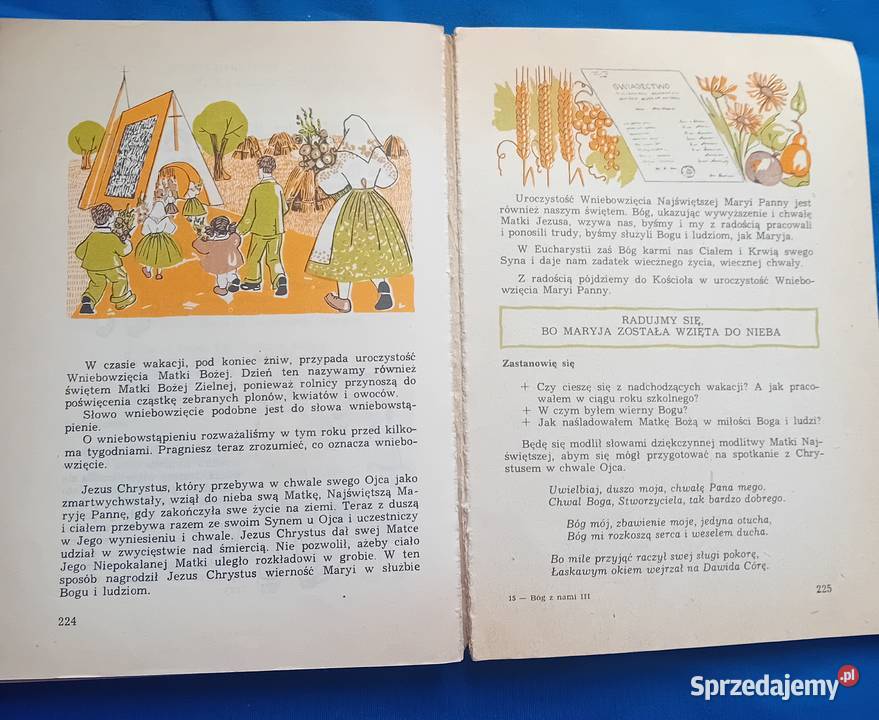 W czasie wakacji, pod koniec żniw, przypada uroczystość
Wniebowzięcia Matki Bożej. Dzień ten nazywamy również
świętem Matki Bożej Zielnej, ponieważ rolnicy przynoszą do
poświęcenia cząstkę zebranych plonów, kwiatów i owoców.
Słowo wniebowzięcie podobne jest do słowa wniebowstą-
pienie.
O wniebowstąpieniu rozważaliśmy w tym roku przed kilko-
ma tygodniami. Pragniesz teraz zrozumieć, co oznacza wniebo-
wzięcie.
Jezus Chrystus, który przebywa w chwale swego Ojca jako
zmartwychwstały, wziął do nieba swą Matkę, Najświętszą Ma-
ryję Pannę, gdy zakończyła swe życie na ziemi. Teraz z duszą
i ciałem przebywa razem ze swoim Synem u Ojca i uczestniczy
w Jego wyniesieniu i chwale. Jezus Chrystus dał swej Matce
udział w zwycięstwie nad śmiercią. Nie pozwolił, ażeby ciało
Jego Niepokalanej Matki uległo rozkładowi w grobie. W ten
sposób nagrodził Jezus Chrystus wierność Maryi w służbie
Bogu i ludziom.
224
ŚWIADECTWO
Uroczystość Wniebowzięcia Najświętszej Maryi Panny jest
również naszym świętem. Bóg, ukazując wywyższenie i chwałę
Matki Jezusa, wzywa nas, byśmy i my z radością pracowali
i ponosili trudy, byśmy służyli Bogu i ludziom, jak Maryja.
W Eucharystii zaś Bóg karmi nas Ciałem i Krwią swego
Syna i daje nam zadatek wiecznego życia, wiecznej chwały.
Z radością pójdziemy do Kościoła w uroczystość Wniebo-
wzięcia Maryi Panny.
RADUJMY SIĘ,
BO MARYJA ZOSTAŁA WZIĘTA DO NIEBA
Zastanowię się
+ Czy cieszę się z nadchodzących wakacji? A jak praco-
wałem w ciągu roku szkolnego?
+ W czym byłem wierny Bogu?
+ Jak naśladowałem Matkę Bożą w miłości Boga i ludzi?
Będę się modlił słowami dziękczynnej modlitwy Matki Naj-
świętszej, abym się mógł przygotować na spotkanie z Chry-
stusem w chwale Ojca.
Uwielbiaj, duszo moja, chwałę Pana mego.
Chwal Boga, Stworzyciela, tak bardzo dobrego.
Bóg mój, zbawienie moje, jedyna otucha,
Bóg mi rozkoszą serca i weselem ducha.
Bo mile przyjąć raczył swej sługi pokorę,
Łaskawym okiem wejrzał na Dawida Córę.
15 — Bóg z nami III
225
Sprzedajemy.pl